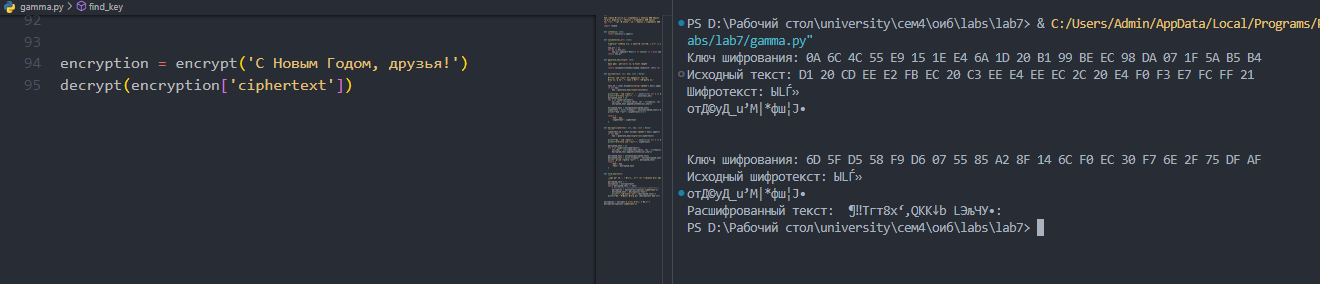 gamma.py > find_key
92
93
94 encryption = encrypt('С Новым Годом, друзья!')
95 decrypt(encryption['ciphertext'])
PS D:\Рабочий стол\university\сем4\оиб\labs\lab7> & C:/Users/Admin/AppData/Local/Programs/
abs/lab7/gamma.py"
Ключ шифрования: 0A 6C 4C 55 E9 15 1E E4 6A 1D 20 B1 99 BE EC 98 DA 07 1F 5A B5 B4
Исходный текст: D1 20 CD EE E2 FB EC 20 C3 EE E4 EE EC 2C 20 E4 F0 F3 E7 FC FF 21
Шифротекст: ЫLЃ»
отД©уД_u’M|*фш¦J•
Ключ шифрования: 6D 5F D5 58 F9 D6 07 55 85 A2 8F 14 6C F0 EC 30 F7 6E 2F 75 DF AF
Исходный шифротекст: ЫLЃ»
отД©уД_u’M|*фш¦J•
Расшифрованный текст: ¶‼Tгт8x‘,QKK↓b LЭљЧУ•:
PS D:\Рабочий стол\university\сем4\оиб\labs\lab7>